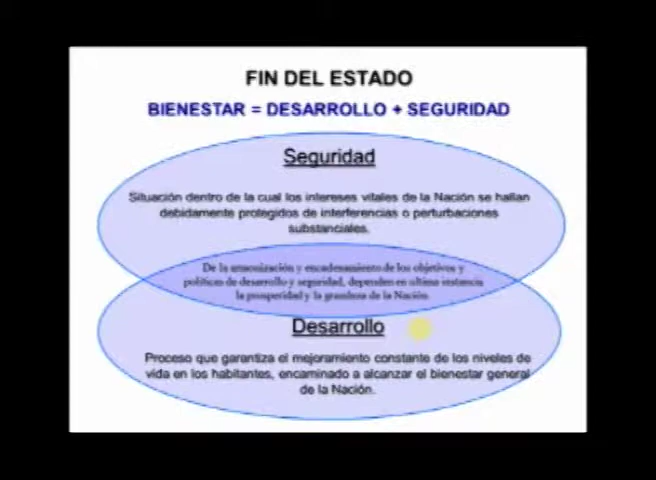 FIN DEL ESTADO
BIENESTAR = DESARROLLO + SEGURIDAD
Seguridad
Situación dentro de la cual los intereses vitales de la Nación se hallan
debidamente protegidos de interferencias o perturbaciones
substanciales.
De la armonización y encadenamiento de los objetivos y
políticas de desarrollo y seguridad, dependen en ultima instancia
la prosperidad y la grandeza de la Nación.
Desarrollo
Proceso que garantiza el mejoramiento constante de los niveles de
vida en los habitantes, encaminado a alcanzar el bienestar general
de la Nación.